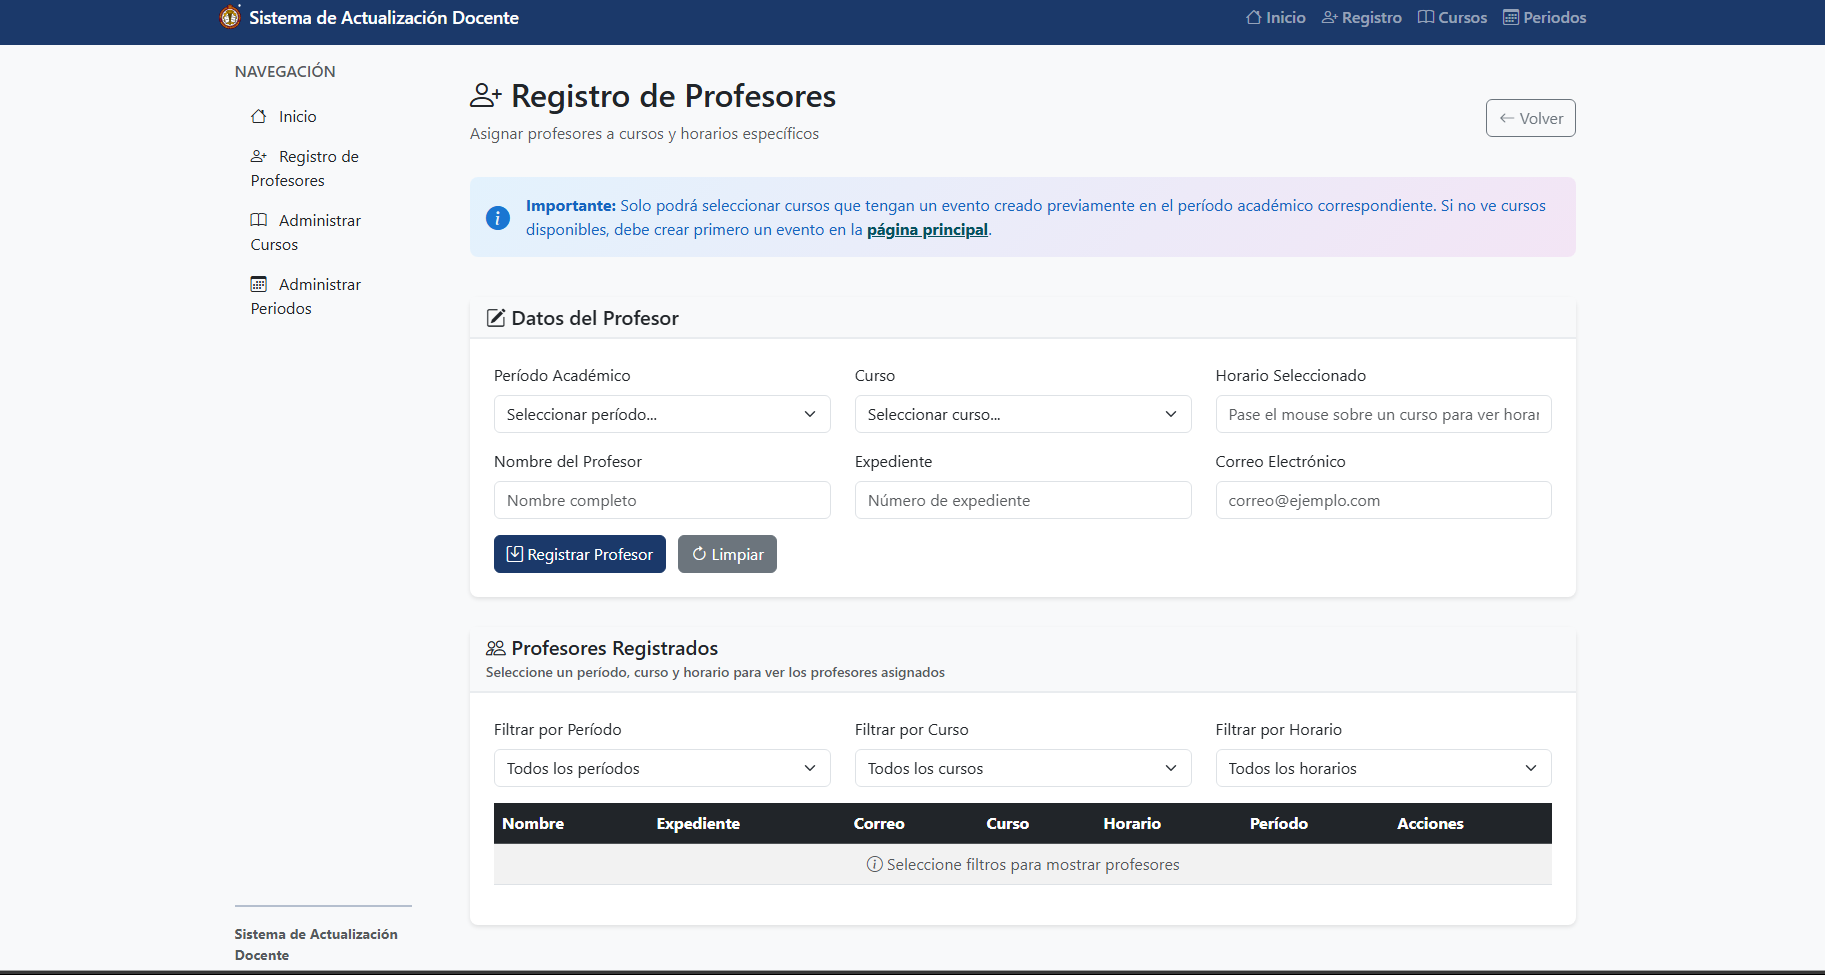 Sistema de Actualización Docente
Inicio
Registro
Cursos
Periodos
NAVEGACIÓN
Inicio
Registro de
Profesores
Administrar
Cursos
Administrar
Periodos
Registro de Profesores
Asignar profesores a cursos y horarios específicos
Volver
Importante: Solo podrá seleccionar cursos que tengan un evento creado previamente en el período académico correspondiente. Si no ve cursos
disponibles, debe crear primero un evento en la página principal.
Datos del Profesor
Período Académico
Curso
Horario Seleccionado
Seleccionar período...
Seleccionar curso...
Pase el mouse sobre un curso para ver horar
Nombre del Profesor
Expediente
Correo Electrónico
Nombre completo
Número de expediente
correo@ejemplo.com
Registrar Profesor
Limpiar
Profesores Registrados
Seleccione un período, curso y horario para ver los profesores asignados
Filtrar por Período
Filtrar por Curso
Filtrar por Horario
Todos los períodos
Todos los cursos
Todos los horarios
Nombre Expediente Correo Curso Horario Período Acciones
Seleccione filtros para mostrar profesores
Sistema de Actualización
Docente